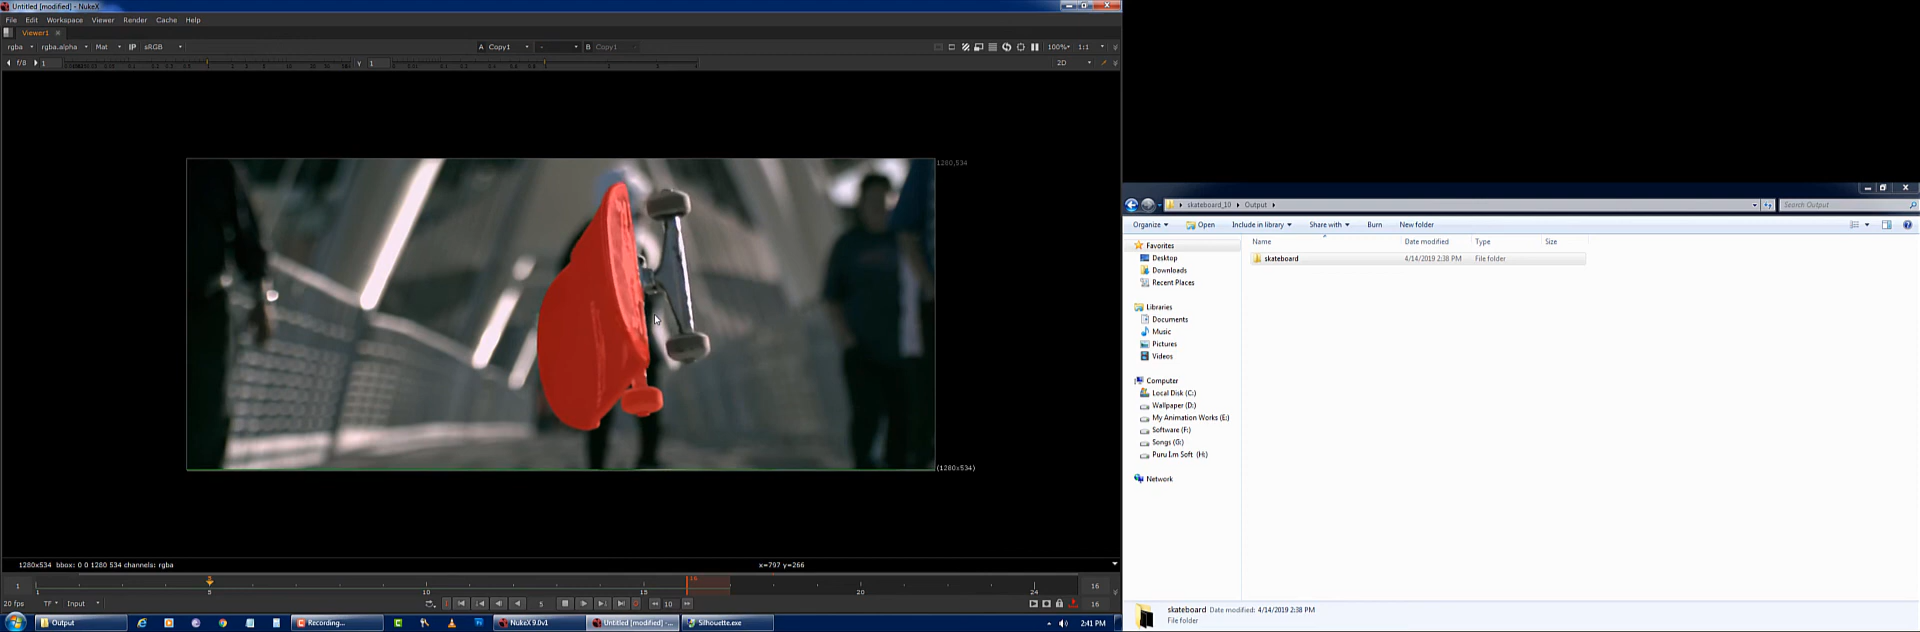 Untitled [modified] - NukeX
File Edit Workspace Viewer Render Cache Help
Viewer1
rgba rgba.alpha Mat IP sRGB A Copy1 - B Copy1 100% 1:1
f/8 1 Y 1 2D
1280,534
(1280x534)
1280x534 bbox: 0 0 1280 534 channels: rgba x=797 y=266
1 1 5 10 15 16 20 24 16
20 fps TF Input 5 10 16
Output Recording... NukeX 9.0v1 Untitled [modified] -... Silhouette.exe 2:41 PM
skateboard_10 Output Search Output
Organize Open Include in library Share with Burn New folder
Name Date modified Type Size
skateboard 4/14/2019 2:38 PM File folder
Favorites
Desktop
Downloads
Recent Places
Libraries
Documents
Music
Pictures
Videos
Computer
Local Disk (C:)
Wallpaper (D:)
My Animation Works (E:)
Software (F:)
Songs (G:)
Puru I.m Soft (H:)
Network
skateboard Date modified: 4/14/2019 2:38 PM
File folder